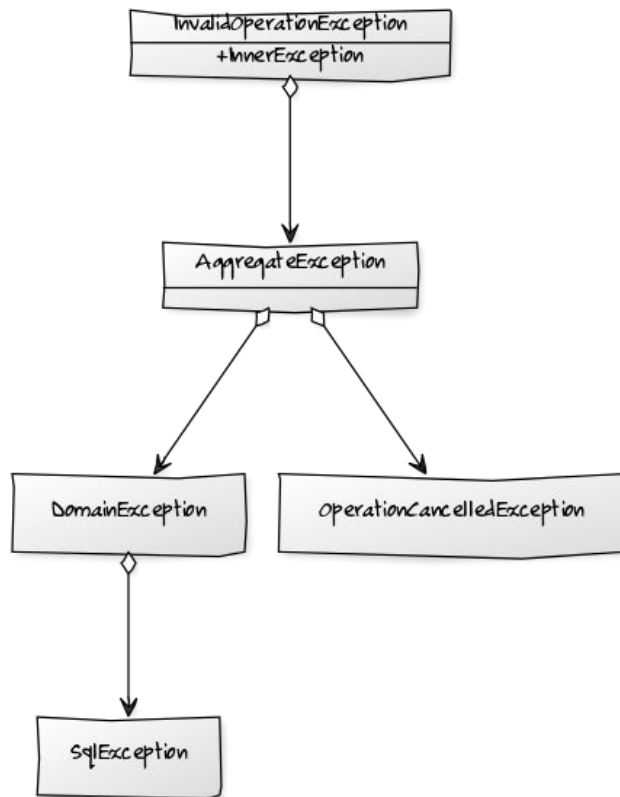 InvalidOperationException
+InnerException
AggregateException
DomainException
OperationCancelledException
SqlException